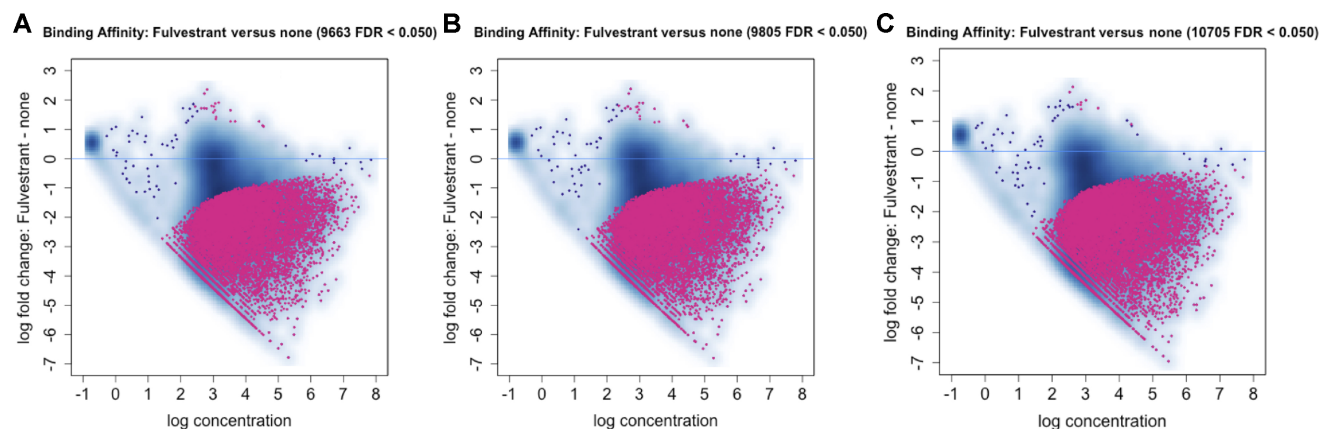 A Binding Affinity: Fulvestrant versus none (9663 FDR < 0.050)
3
2
1
0
-1
-2
-3
-4
-5
-6
-7
log fold change: Fulvestrant - none
-1 0 1 2 3 4 5 6 7 8
log concentration
B Binding Affinity: Fulvestrant versus none (9805 FDR < 0.050)
3
2
1
0
-1
-2
-3
-4
-5
-6
-7
log fold change: Fulvestrant - none
-1 0 1 2 3 4 5 6 7 8
log concentration
C Binding Affinity: Fulvestrant versus none (10705 FDR < 0.050)
3
2
1
0
-1
-2
-3
-4
-5
-6
-7
log fold change: Fulvestrant - none
-1 0 1 2 3 4 5 6 7 8
log concentration